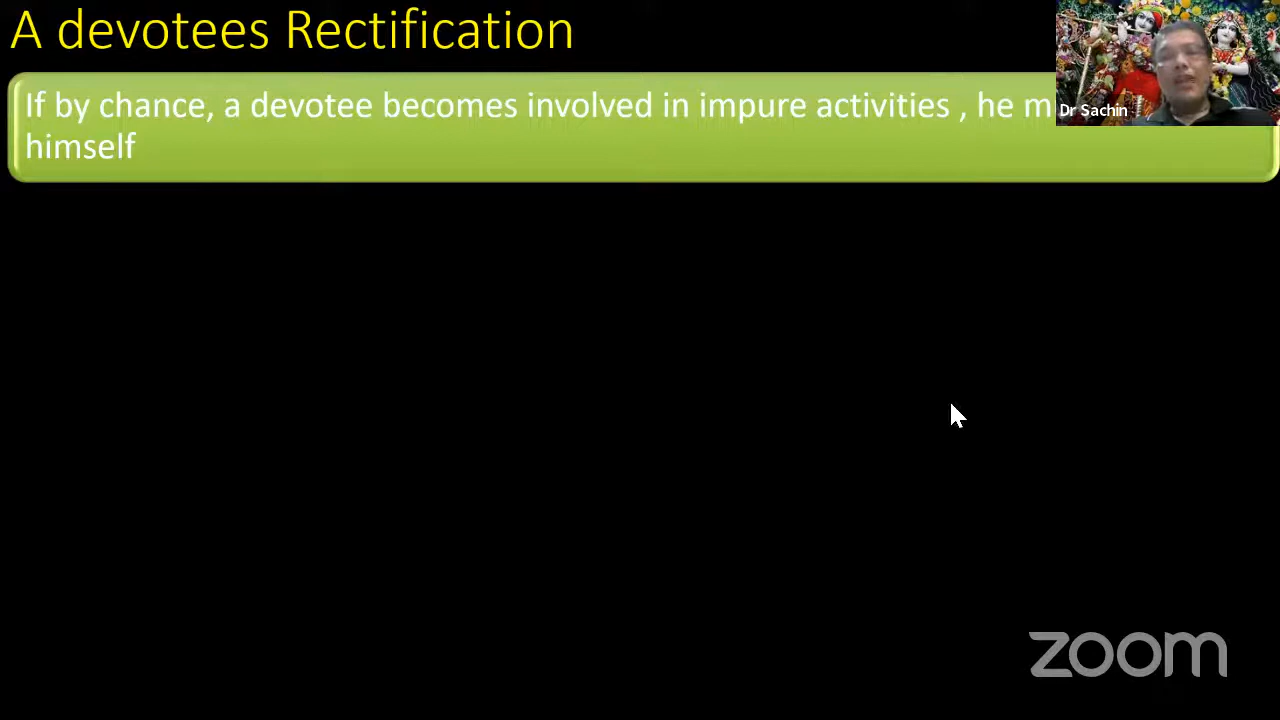 A devotees Rectification
If by chance, a devotee becomes involved in impure activities , he
himself
Dr Sachin
zoom